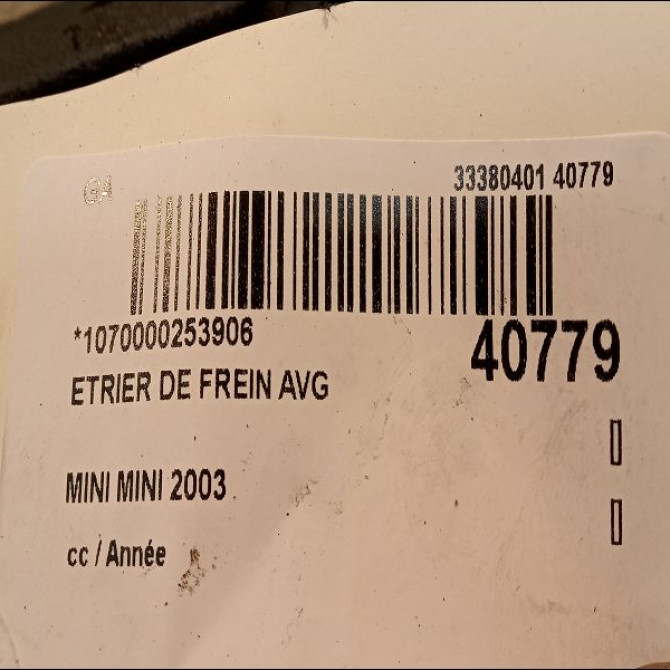 33380401 40779
*1070000253906
40779
ETRIER DE FREIN AVG
MINI MINI 2003
cc / Année